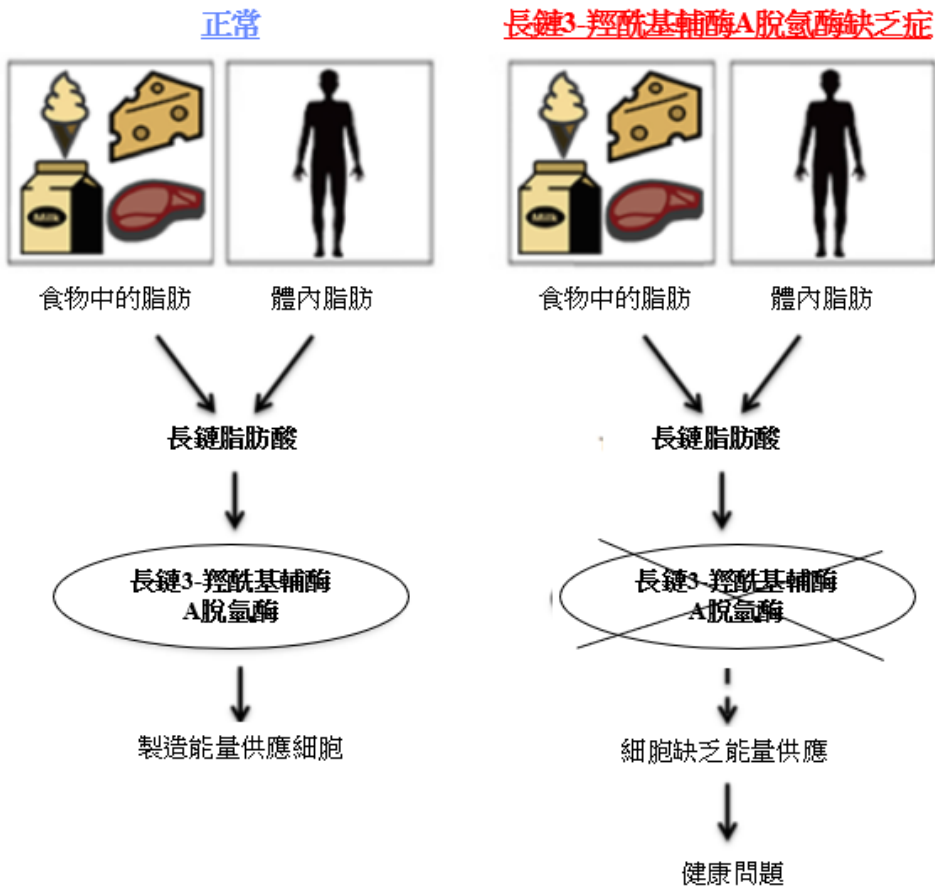 正常
長鏈3-羥酰基輔酶A脫氫酶缺乏症
Milk
Milk
食物中的脂肪
體內脂肪
食物中的脂肪
體內脂肪
長鏈脂肪酸
長鏈脂肪酸
長鏈3-羥酰基輔酶
A脫氫酶
長鏈3-羥酰基輔酶
A脫氫酶
製造能量供應細胞
細胞缺乏能量供應
健康問題